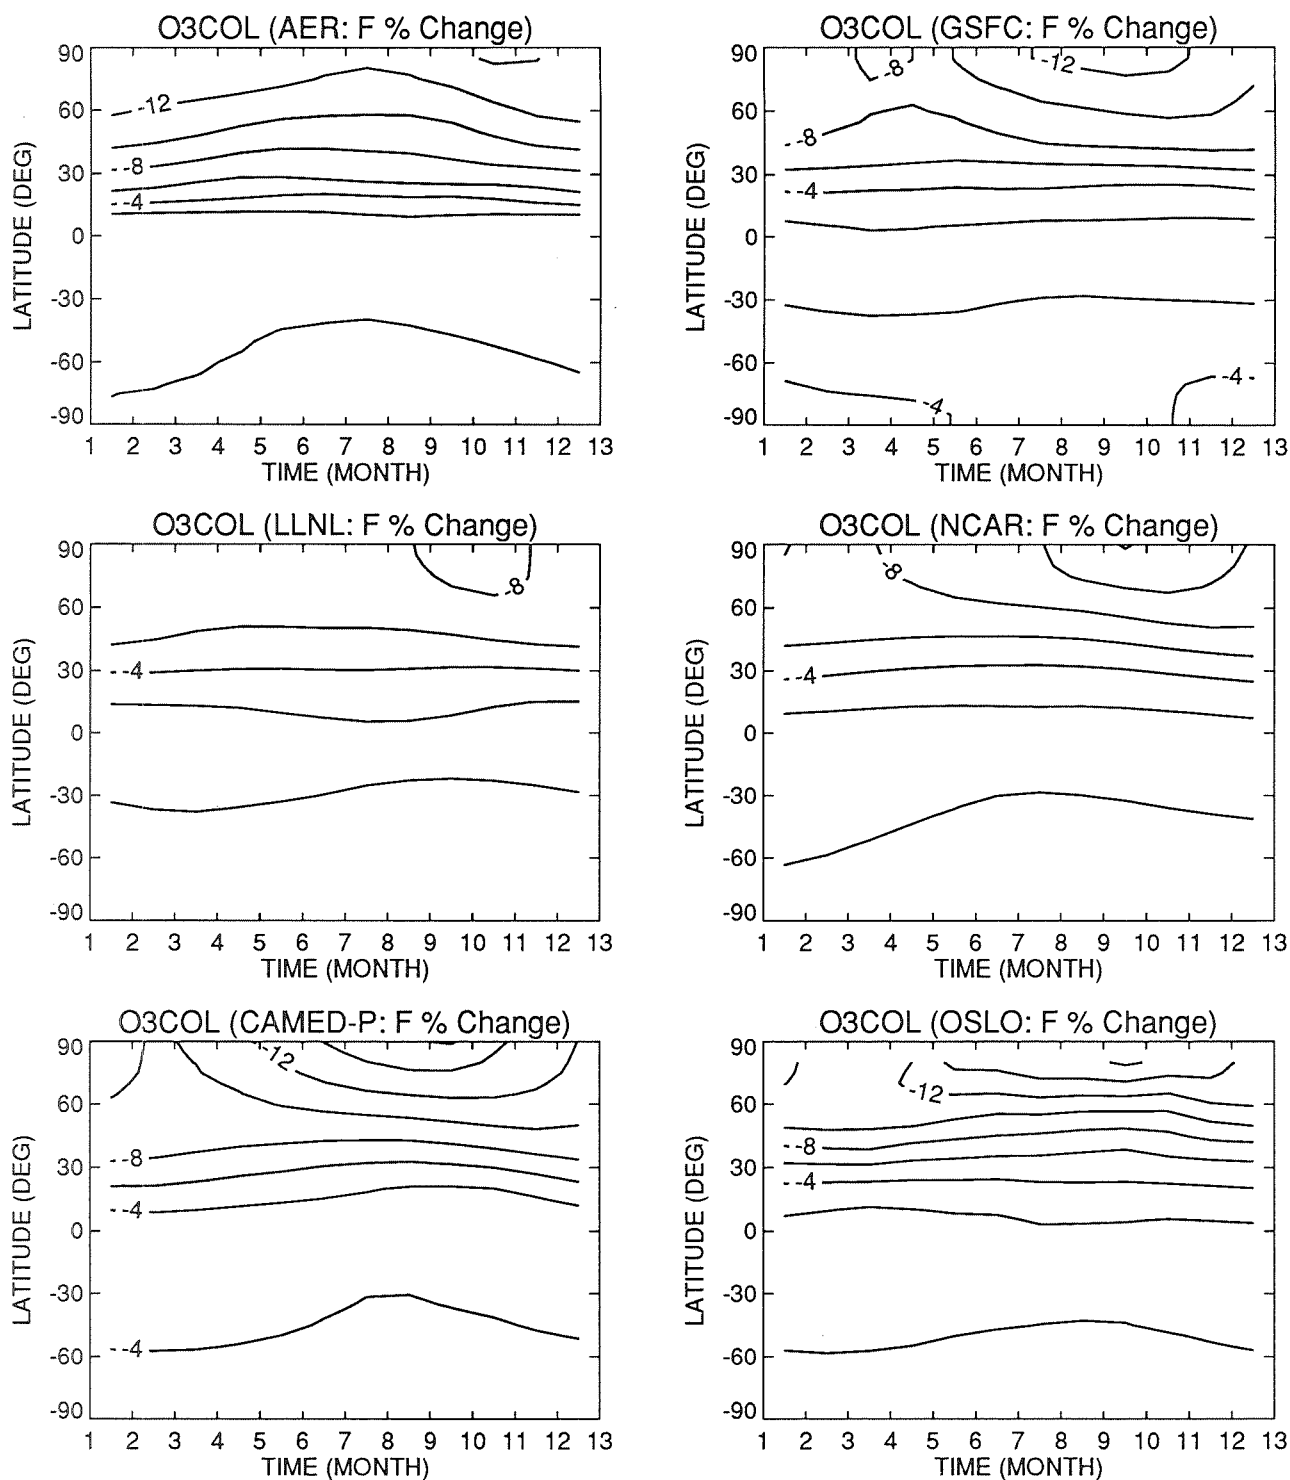 O3COL (AER: F % Change)
90
60
30
0
-30
-60
-90
LATITUDE (DEG)
-12
-8
-4
1 2 3 4 5 6 7 8 9 10 11 12 13
TIME (MONTH)
O3COL (GSFC: F % Change)
90
60
30
0
-30
-60
-90
LATITUDE (DEG)
-8
-12
-8
-4
-4
-4
1 2 3 4 5 6 7 8 9 10 11 12 13
TIME (MONTH)
O3COL (LLNL: F % Change)
90
60
30
0
-30
-60
-90
LATITUDE (DEG)
-8
-4
1 2 3 4 5 6 7 8 9 10 11 12 13
TIME (MONTH)
O3COL (NCAR: F % Change)
90
60
30
0
-30
-60
-90
LATITUDE (DEG)
-8
-4
1 2 3 4 5 6 7 8 9 10 11 12 13
TIME (MONTH)
O3COL (CAMED-P: F % Change)
90
60
30
0
-30
-60
-90
LATITUDE (DEG)
-12
-8
-4
-4
1 2 3 4 5 6 7 8 9 10 11 12 13
TIME (MONTH)
O3COL (OSLO: F % Change)
90
60
30
0
-30
-60
-90
LATITUDE (DEG)
-12
-8
-4
1 2 3 4 5 6 7 8 9 10 11 12 13
TIME (MONTH)